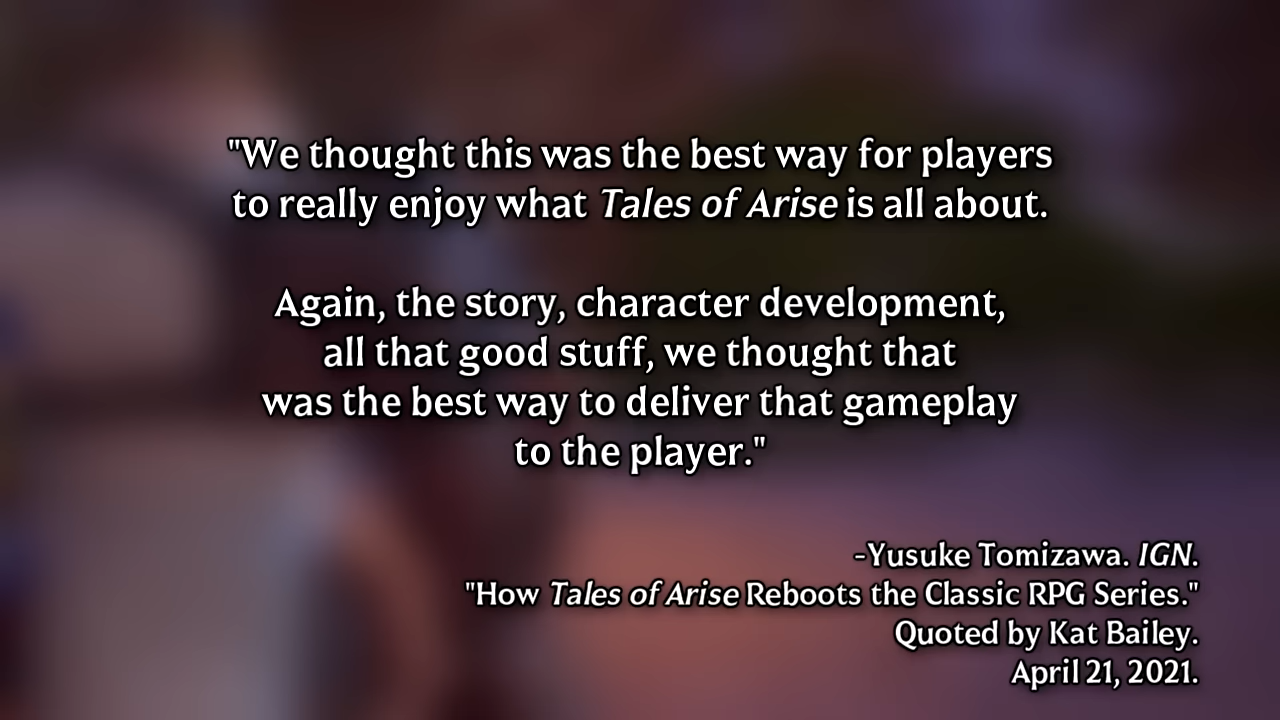 "We thought this was the best way for players
to really enjoy what Tales of Arise is all about.
Again, the story, character development,
all that good stuff, we thought that
was the best way to deliver that gameplay
to the player."
-Yusuke Tomizawa. IGN.
"How Tales of Arise Reboots the Classic RPG Series."
Quoted by Kat Bailey.
April 21, 2021.